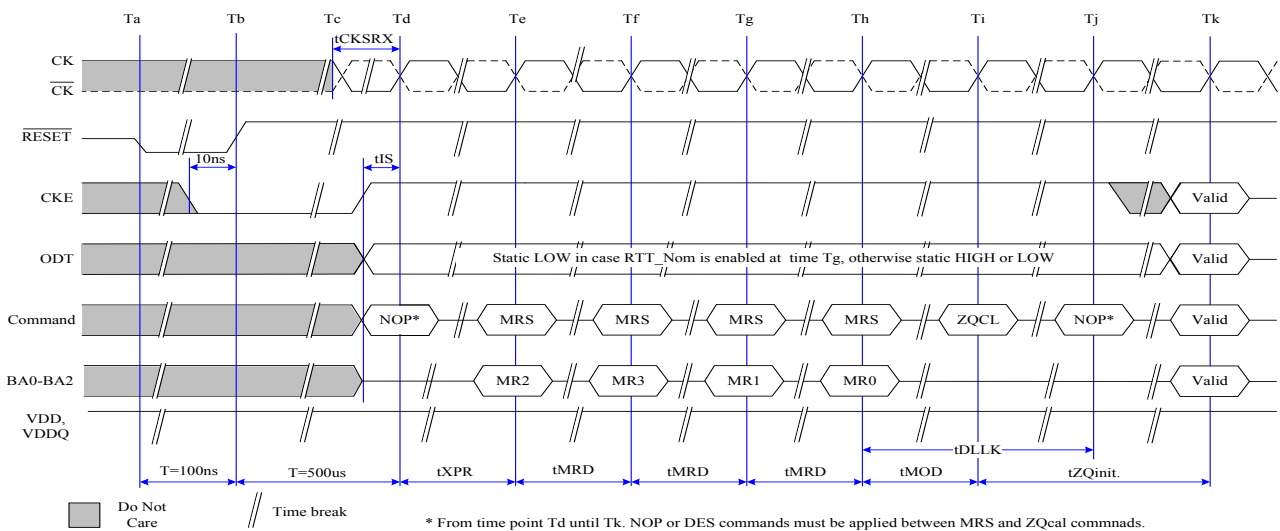 Ta Tb Tc Td Te Tf Tg Th Ti Tj Tk
tCKSRX
CK
CK
RESET
10ns tIS
CKE Valid
ODT Static LOW in case RTT_Nom is enabled at time Tg, otherwise static HIGH or LOW Valid
Command NOP* MRS MRS MRS MRS ZQCL NOP* Valid
BA0-BA2 MR2 MR3 MR1 MR0 Valid
VDD,
VDDQ
tDLLK
T=100ns T=500us tXPR tMRD tMRD tMRD tMOD tZQinit.
Do Not
Care
Time break
* From time point Td until Tk. NOP or DES commands must be applied between MRS and ZQcal commnads.